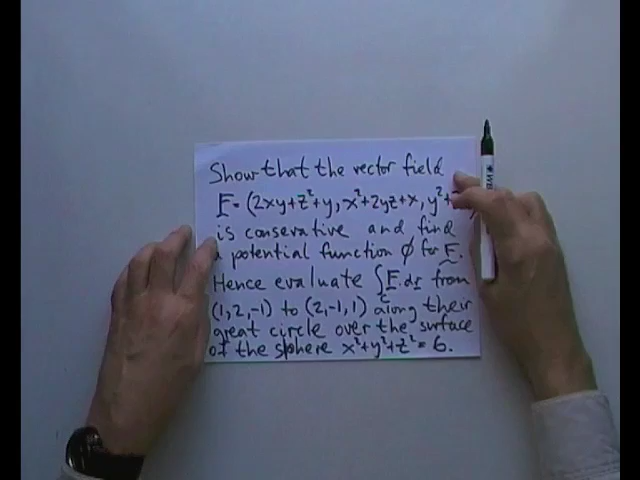 Show that the vector field
F = (2xy+z²+y, x²+2yz+x, y²+
is conservative and find
a potential function ϕ for F.
Hence evaluate ∫_C F.dr from
(1,2,-1) to (2,-1,1) along their
great circle over the surface
of the sphere x²+y²+z² = 6.